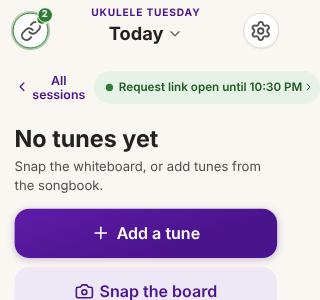 2
UKULELE TUESDAY
Today
All
sessions
Request link open until 10:30 PM
No tunes yet
Snap the whiteboard, or add tunes from
the songbook.
Add a tune
Snap the board